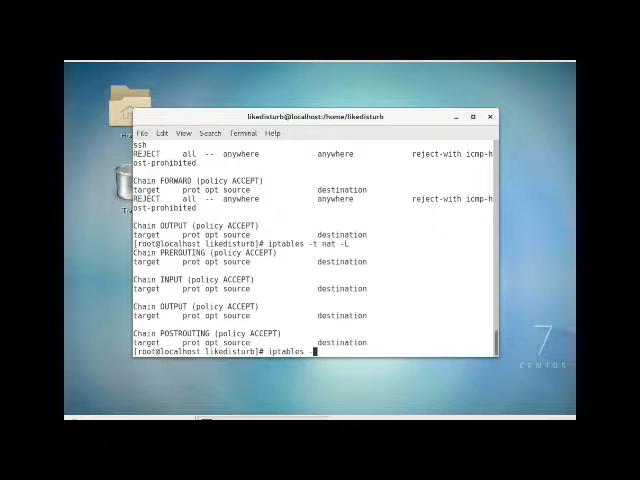 likedisturb@localhost:/home/likedisturb
File Edit View Search Terminal Help
ssh
REJECT all -- anywhere anywhere reject-with icmp-h
ost-prohibited
Chain FORWARD (policy ACCEPT)
target prot opt source destination
REJECT all -- anywhere anywhere reject-with icmp-h
ost-prohibited
Chain OUTPUT (policy ACCEPT)
target prot opt source destination
[root@localhost likedisturb]# iptables -t nat -L
Chain PREROUTING (policy ACCEPT)
target prot opt source destination
Chain INPUT (policy ACCEPT)
target prot opt source destination
Chain OUTPUT (policy ACCEPT)
target prot opt source destination
Chain POSTROUTING (policy ACCEPT)
target prot opt source destination
[root@localhost likedisturb]# iptables -
7
CENTOS